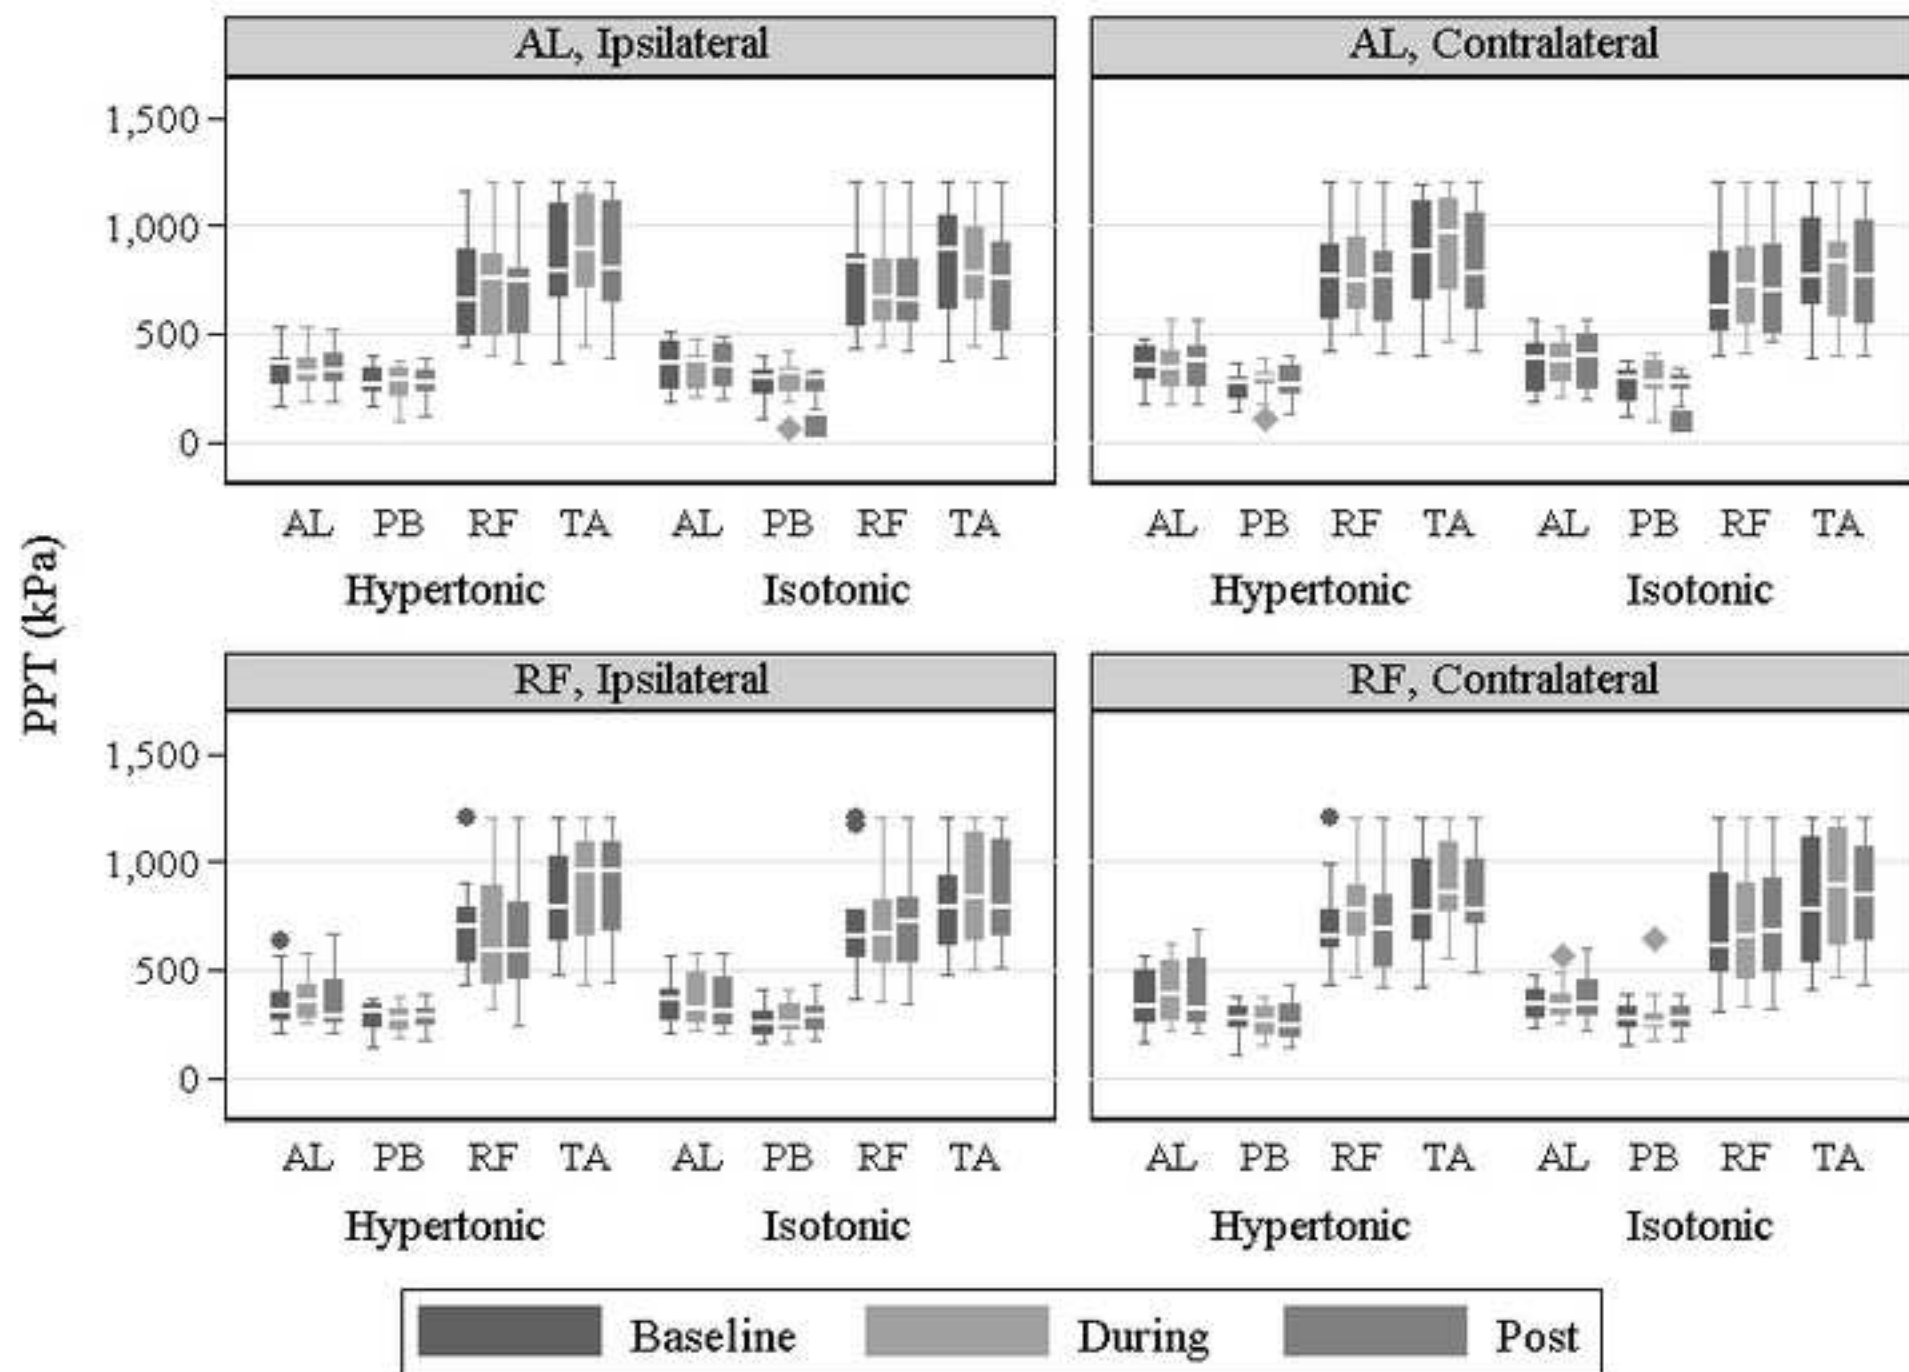 AL, Ipsilateral
AL, Contralateral
1,500
1,000
500
0
AL PB RF TA AL PB RF TA
AL PB RF TA AL PB RF TA
Hypertonic Isotonic
Hypertonic Isotonic
PPT (kPa)
RF, Ipsilateral
RF, Contralateral
1,500
1,000
500
0
AL PB RF TA AL PB RF TA
AL PB RF TA AL PB RF TA
Hypertonic Isotonic
Hypertonic Isotonic
Baseline During Post